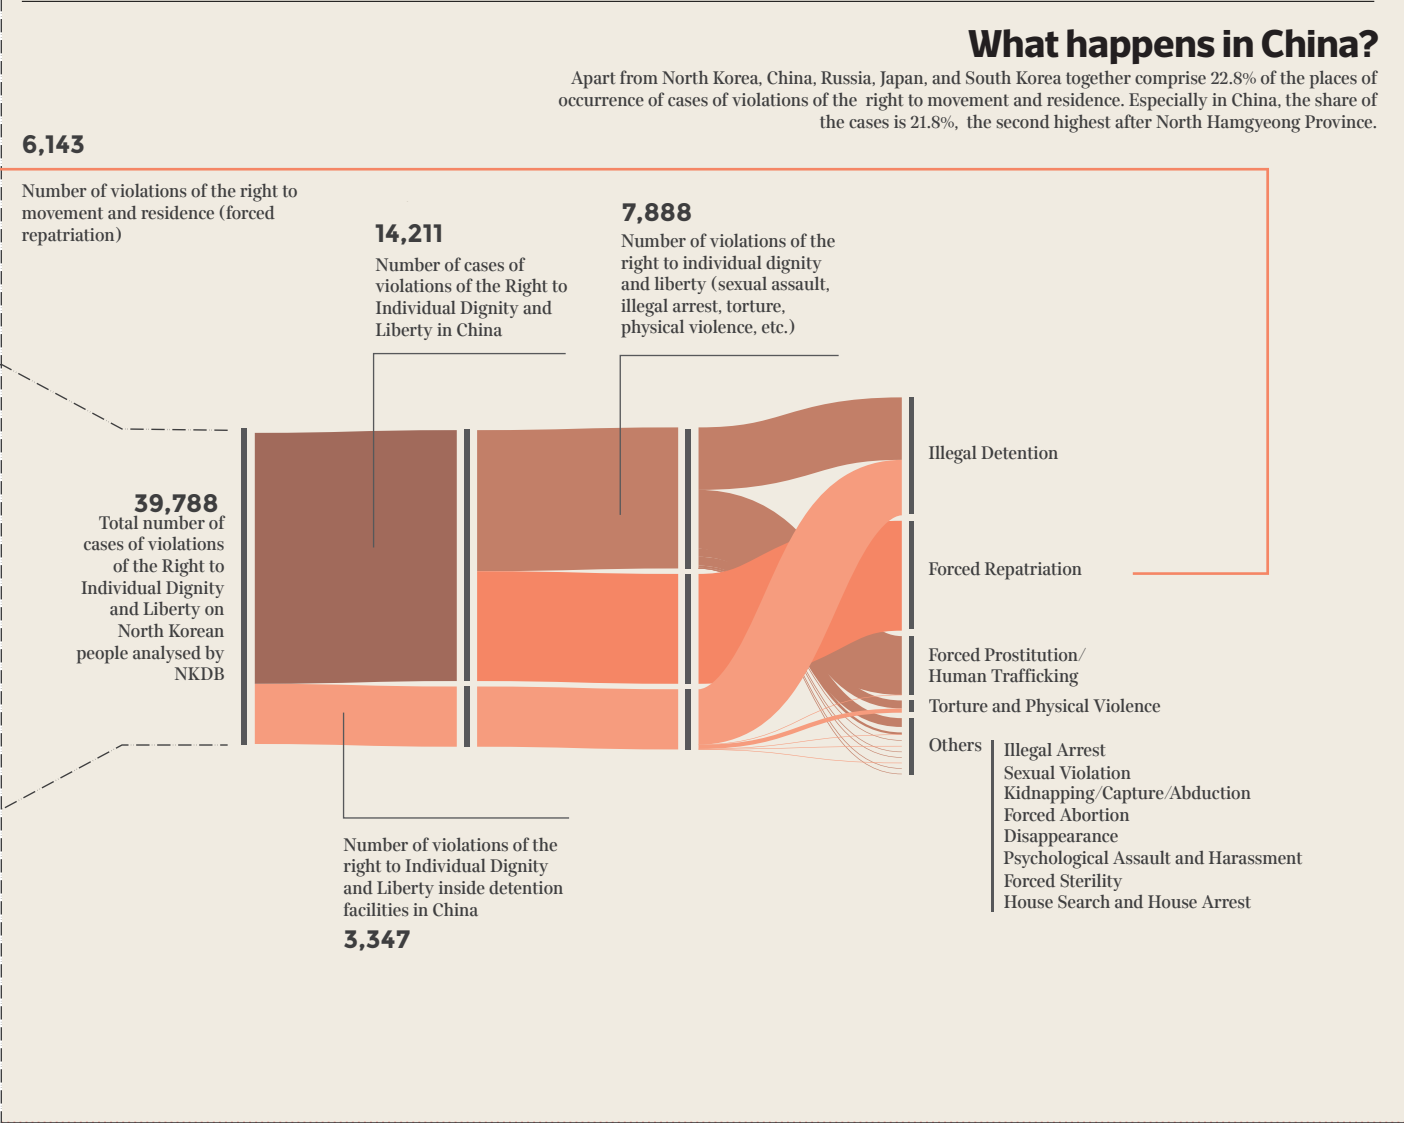 What happens in China?
Apart from North Korea, China, Russia, Japan, and South Korea together comprise 22.8% of the places of
occurrence of cases of violations of the right to movement and residence. Especially in China, the share of
the cases is 21.8%, the second highest after North Hamgyeong Province.
6,143
Number of violations of the right to
movement and residence (forced
repatriation)
14,211
Number of cases of
violations of the Right to
Individual Dignity and
Liberty in China
7,888
Number of violations of the
right to individual dignity
and liberty (sexual assault,
illegal arrest, torture,
physical violence, etc.)
39,788
Total number of
cases of violations
of the Right to
Individual Dignity
and Liberty on
North Korean
people analysed by
NKDB
Illegal Detention
Forced Repatriation
Forced Prostitution/
Human Trafficking
Torture and Physical Violence
Others
Illegal Arrest
Sexual Violation
Kidnapping/Capture/Abduction
Forced Abortion
Disappearance
Psychological Assault and Harassment
Forced Sterility
House Search and House Arrest
Number of violations of the
right to Individual Dignity
and Liberty inside detention
facilities in China
3,347